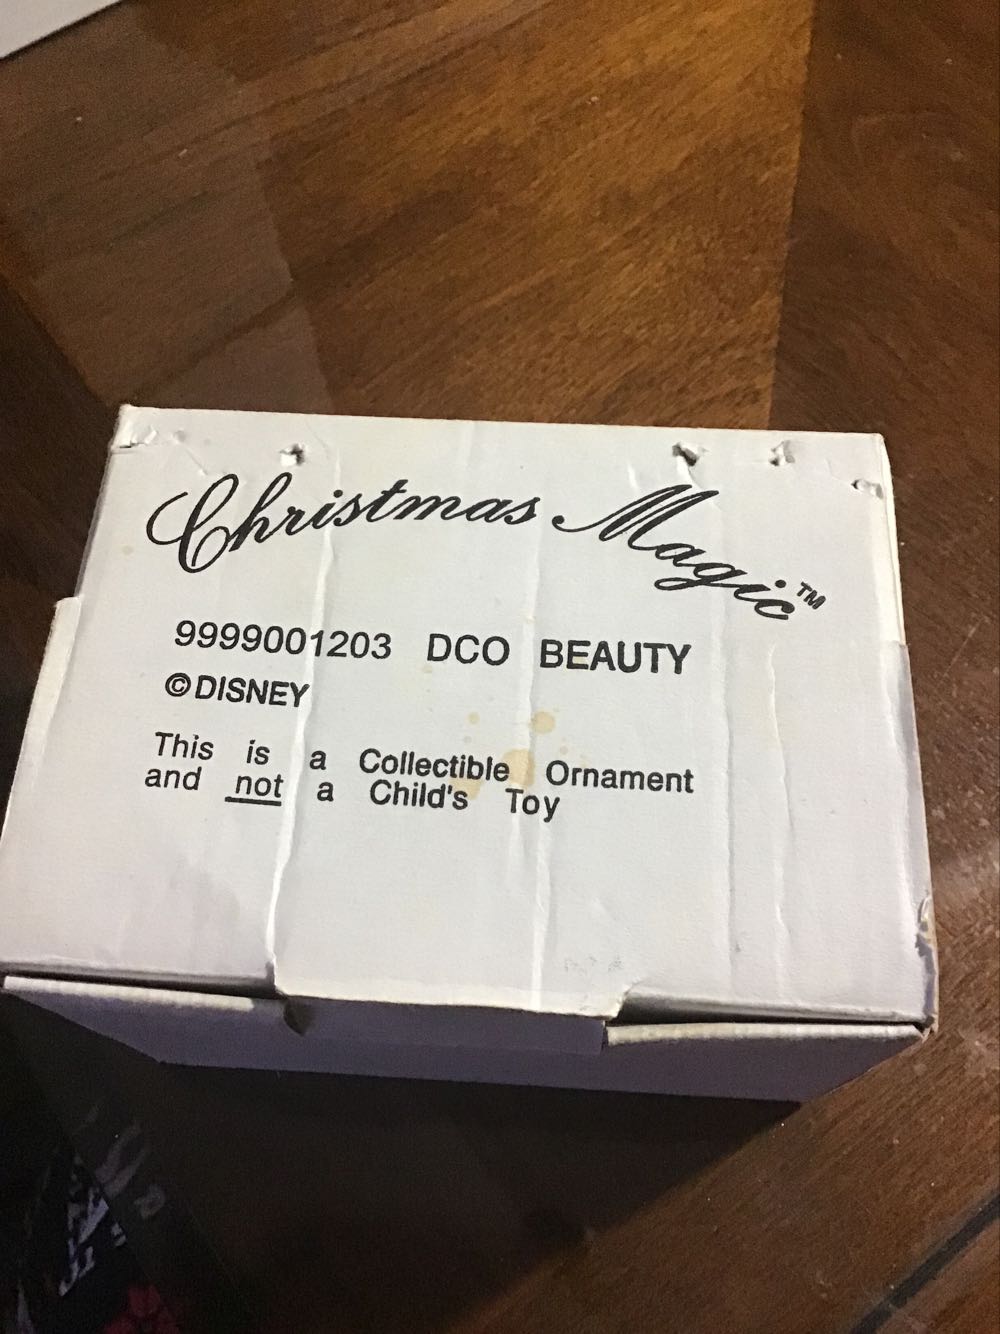 Christmas Magic™
9999001203 DCO BEAUTY
©DISNEY
This is a Collectible Ornament
and not a Child's Toy